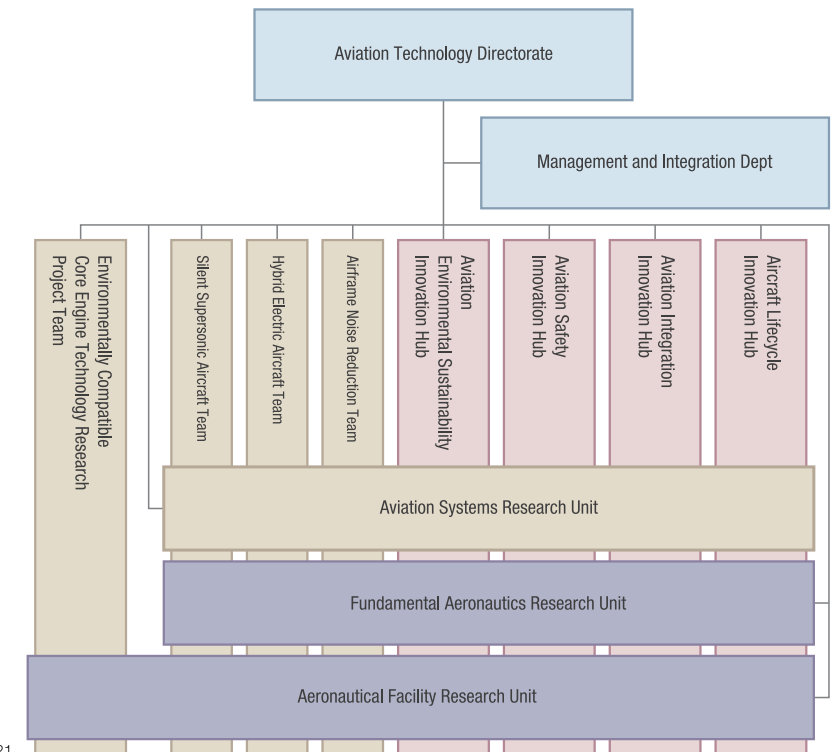 Aviation Technology Directorate
Management and Integration Dept
Environmentally Compatible
Core Engine Technology Research
Project Team
Silent Supersonic Aircraft Team
Hybrid Electric Aircraft Team
Airframe Noise Reduction Team
Aviation
Environmental Sustainability
Innovation Hub
Aviation Safety
Innovation Hub
Aviation Integration
Innovation Hub
Aircraft Lifecycle
Innovation Hub
Aviation Systems Research Unit
Fundamental Aeronautics Research Unit
Aeronautical Facility Research Unit